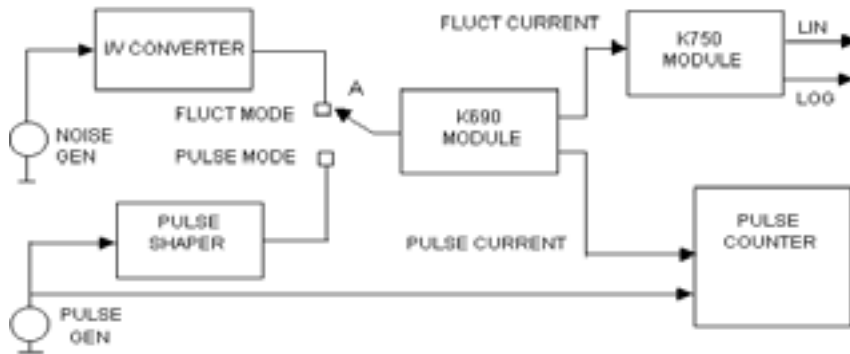 I/V CONVERTER
FLUCT CURRENT
K750
MODULE
LIN
LOG
A
FLUCT MODE
K690
MODULE
NOISE
GEN
PULSE MODE
PULSE
SHAPER
PULSE CURRENT
PULSE
COUNTER
PULSE
GEN